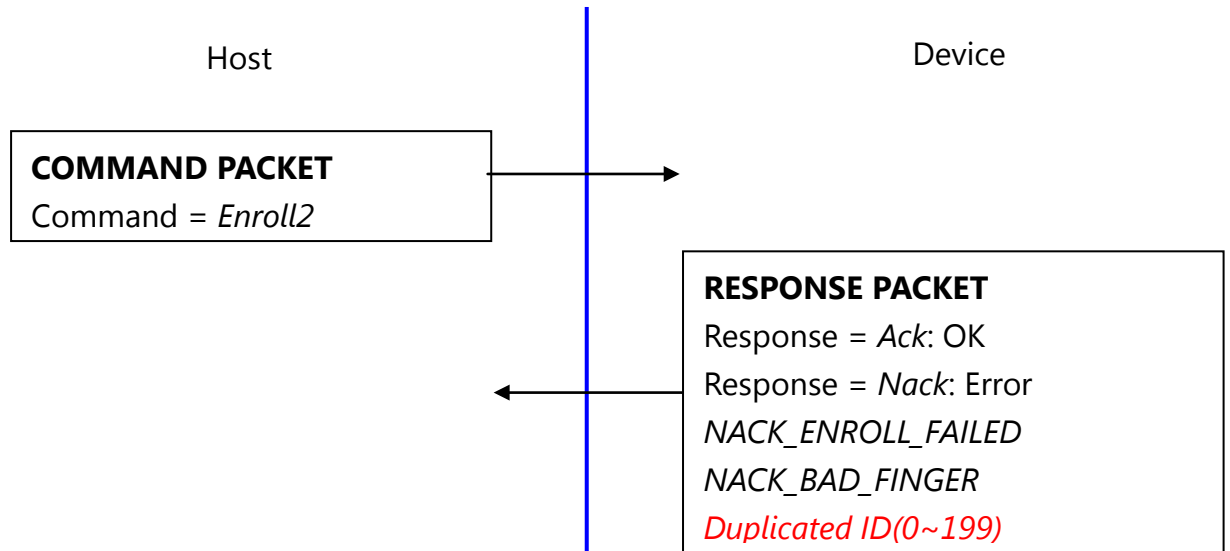 Host
Device
COMMAND PACKET
Command = Enroll2
RESPONSE PACKET
Response = Ack: OK
Response = Nack: Error
NACK_ENROLL_FAILED
NACK_BAD_FINGER
Duplicated ID(0~199)